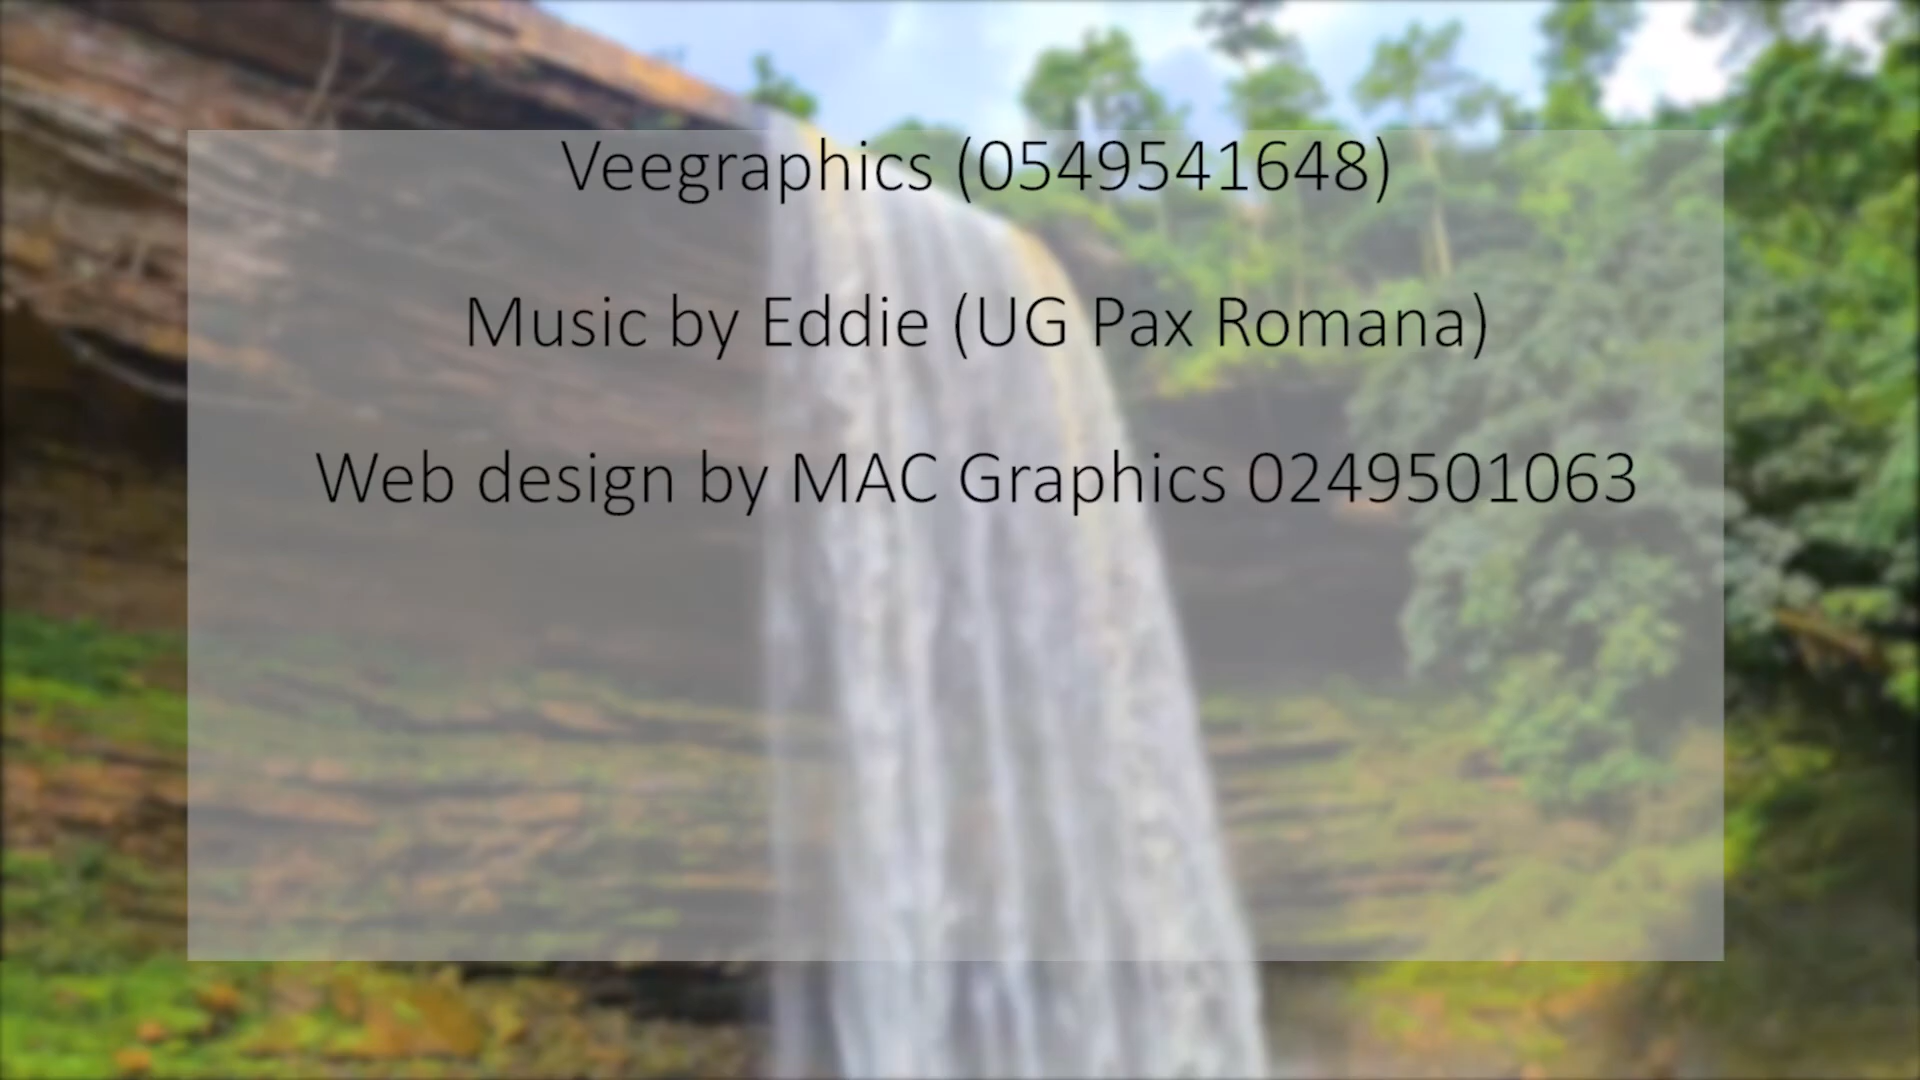 Veegraphics (0549541648)
Music by Eddie (UG Pax Romana)
Web design by MAC Graphics 0249501063